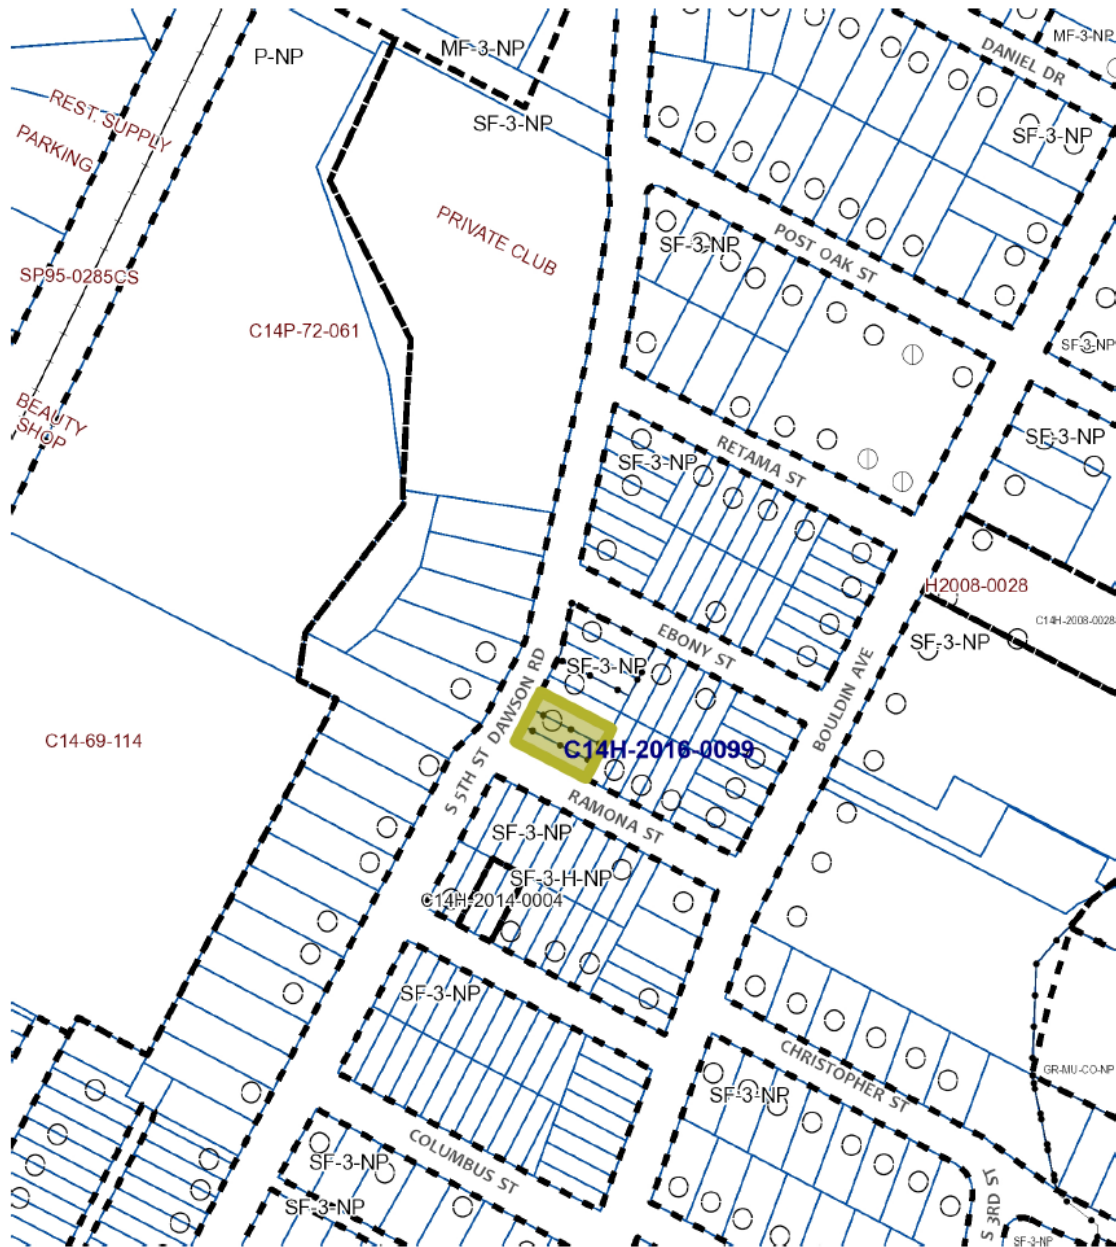 DANIEL DR
MF-3-NP
MF-3-NP
P-NP
REST. SUPPLY
PARKING
SF-3-NP
SF-3-NP
PRIVATE CLUB
POST OAK ST
SF-3-NP
SP95-0285CS
C14P-72-061
SF-3-NP
BEAUTY
SHOP
RETAMA ST
SF-3-NP
SF-3-NP
H2008-0028
C14H-2008-0028
EBONY ST
SF-3-NP
SF-3-NP
BOULDIN AVE
DAWSON RD
C14-69-114
C14H-2016-0099
S 5TH ST
RAMONA ST
SF-3-NP
SF-3-H-NP
C14H-2014-0004
SF-3-NP
CHRISTOPHER ST
GR-MU-CO-NP
SF-3-NP
COLUMBUS ST
SF-3-NP
S 3RD ST
SF-3-NP
SF-3-NP